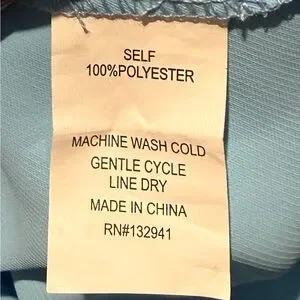 SELF
100%POLYESTER
MACHINE WASH COLD
GENTLE CYCLE
LINE DRY
MADE IN CHINA
RN#132941